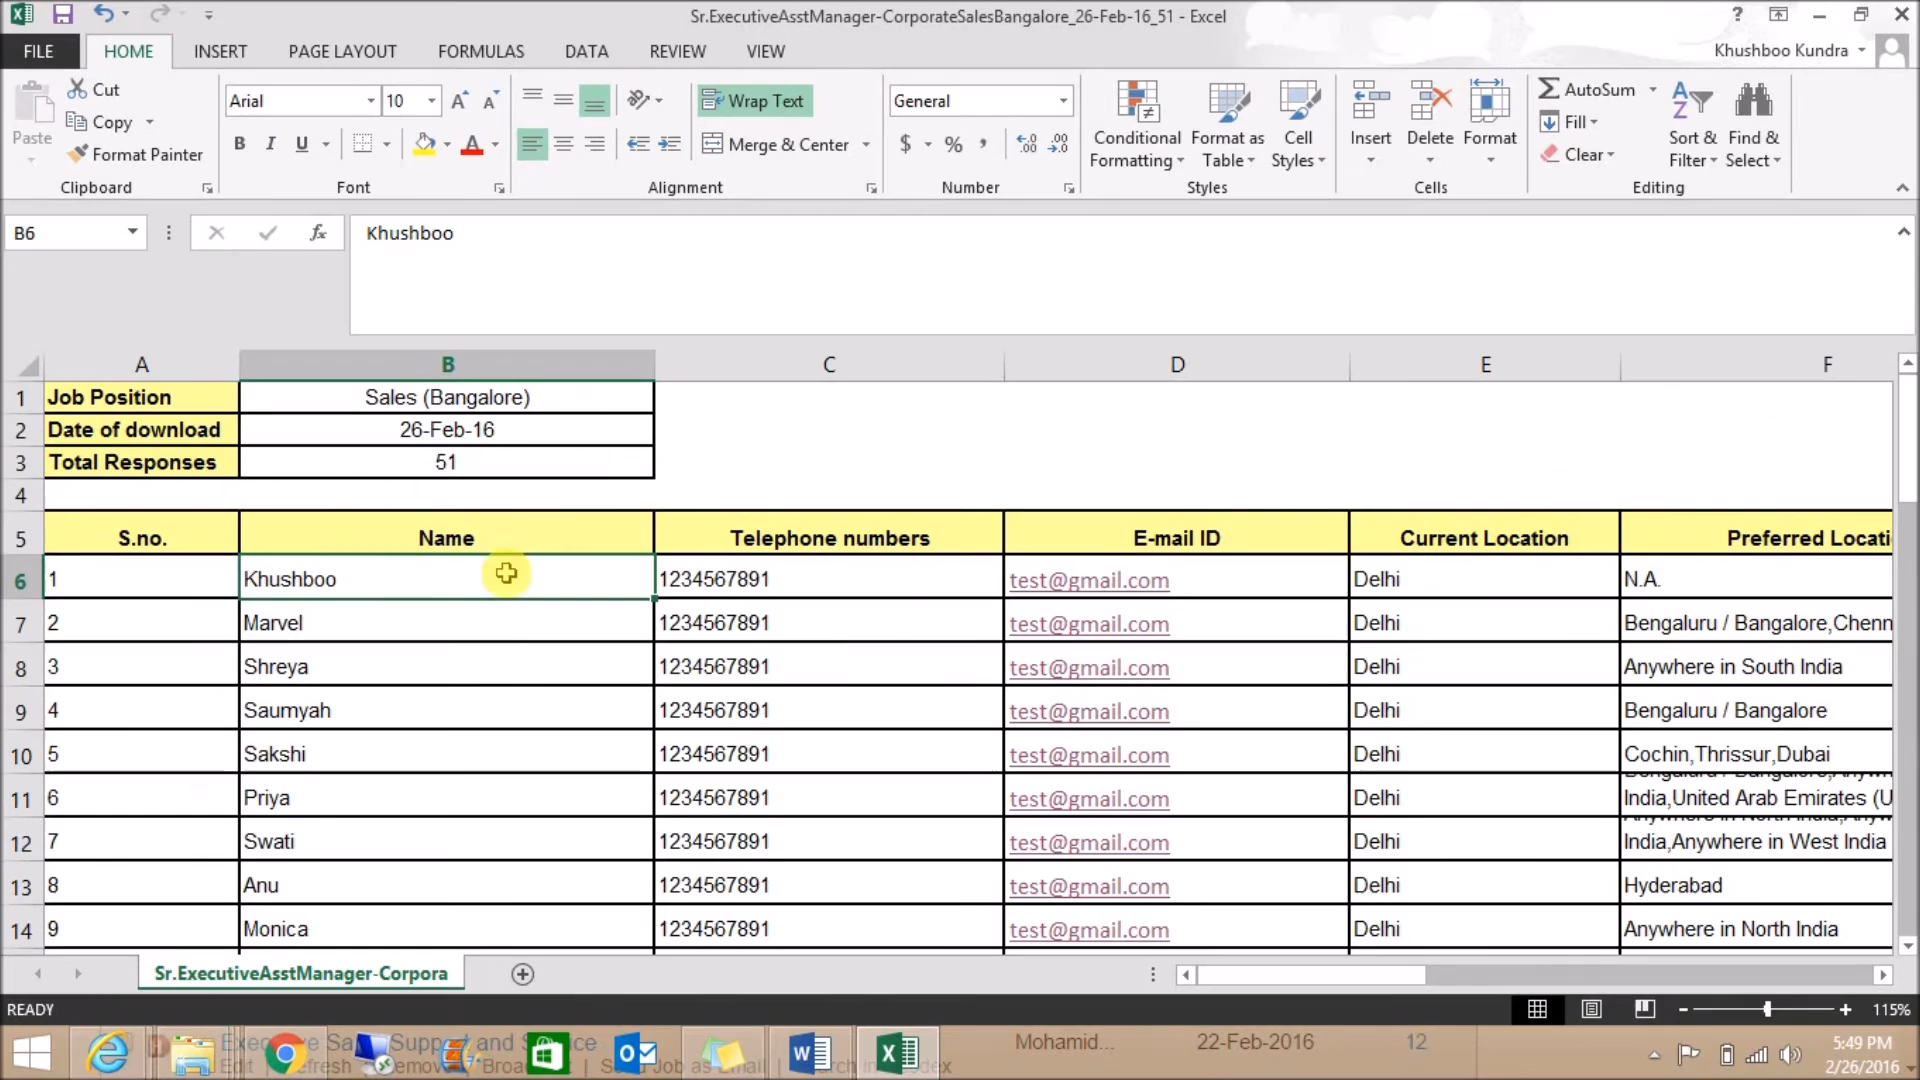 Sr.ExecutiveAsstManager-CorporateSalesBangalore_26-Feb-16_51 - Excel
?
FILE HOME INSERT PAGE LAYOUT FORMULAS DATA REVIEW VIEW Khushboo Kundra
Paste
Cut
Copy
Format Painter
Clipboard
Arial 10
B I U
Font
Wrap Text
Merge & Center
Alignment
General
$ % ,
Number
Conditional Formatting
Format as Table
Cell Styles
Styles
Insert Delete Format
Cells
AutoSum
Fill
Clear
Sort & Filter
Find & Select
Editing
B6 fx Khushboo
A B C D E F
1 Job Position Sales (Bangalore)
2 Date of download 26-Feb-16
3 Total Responses 51
4
5 S.no. Name Telephone numbers E-mail ID Current Location Preferred Locati
6 1 Khushboo 1234567891 test@gmail.com Delhi N.A.
7 2 Marvel 1234567891 test@gmail.com Delhi Bengaluru / Bangalore,Chenn
8 3 Shreya 1234567891 test@gmail.com Delhi Anywhere in South India
9 4 Saumyah 1234567891 test@gmail.com Delhi Bengaluru / Bangalore
10 5 Sakshi 1234567891 test@gmail.com Delhi Cochin,Thrissur,Dubai
11 6 Priya 1234567891 test@gmail.com Delhi India,United Arab Emirates (U
12 7 Swati 1234567891 test@gmail.com Delhi India,Anywhere in West India
13 8 Anu 1234567891 test@gmail.com Delhi Hyderabad
14 9 Monica 1234567891 test@gmail.com Delhi Anywhere in North India
Sr.ExecutiveAsstManager-Corpora
READY 115%
Mohamid... 22-Feb-2016 12
5:49 PM
2/26/2016